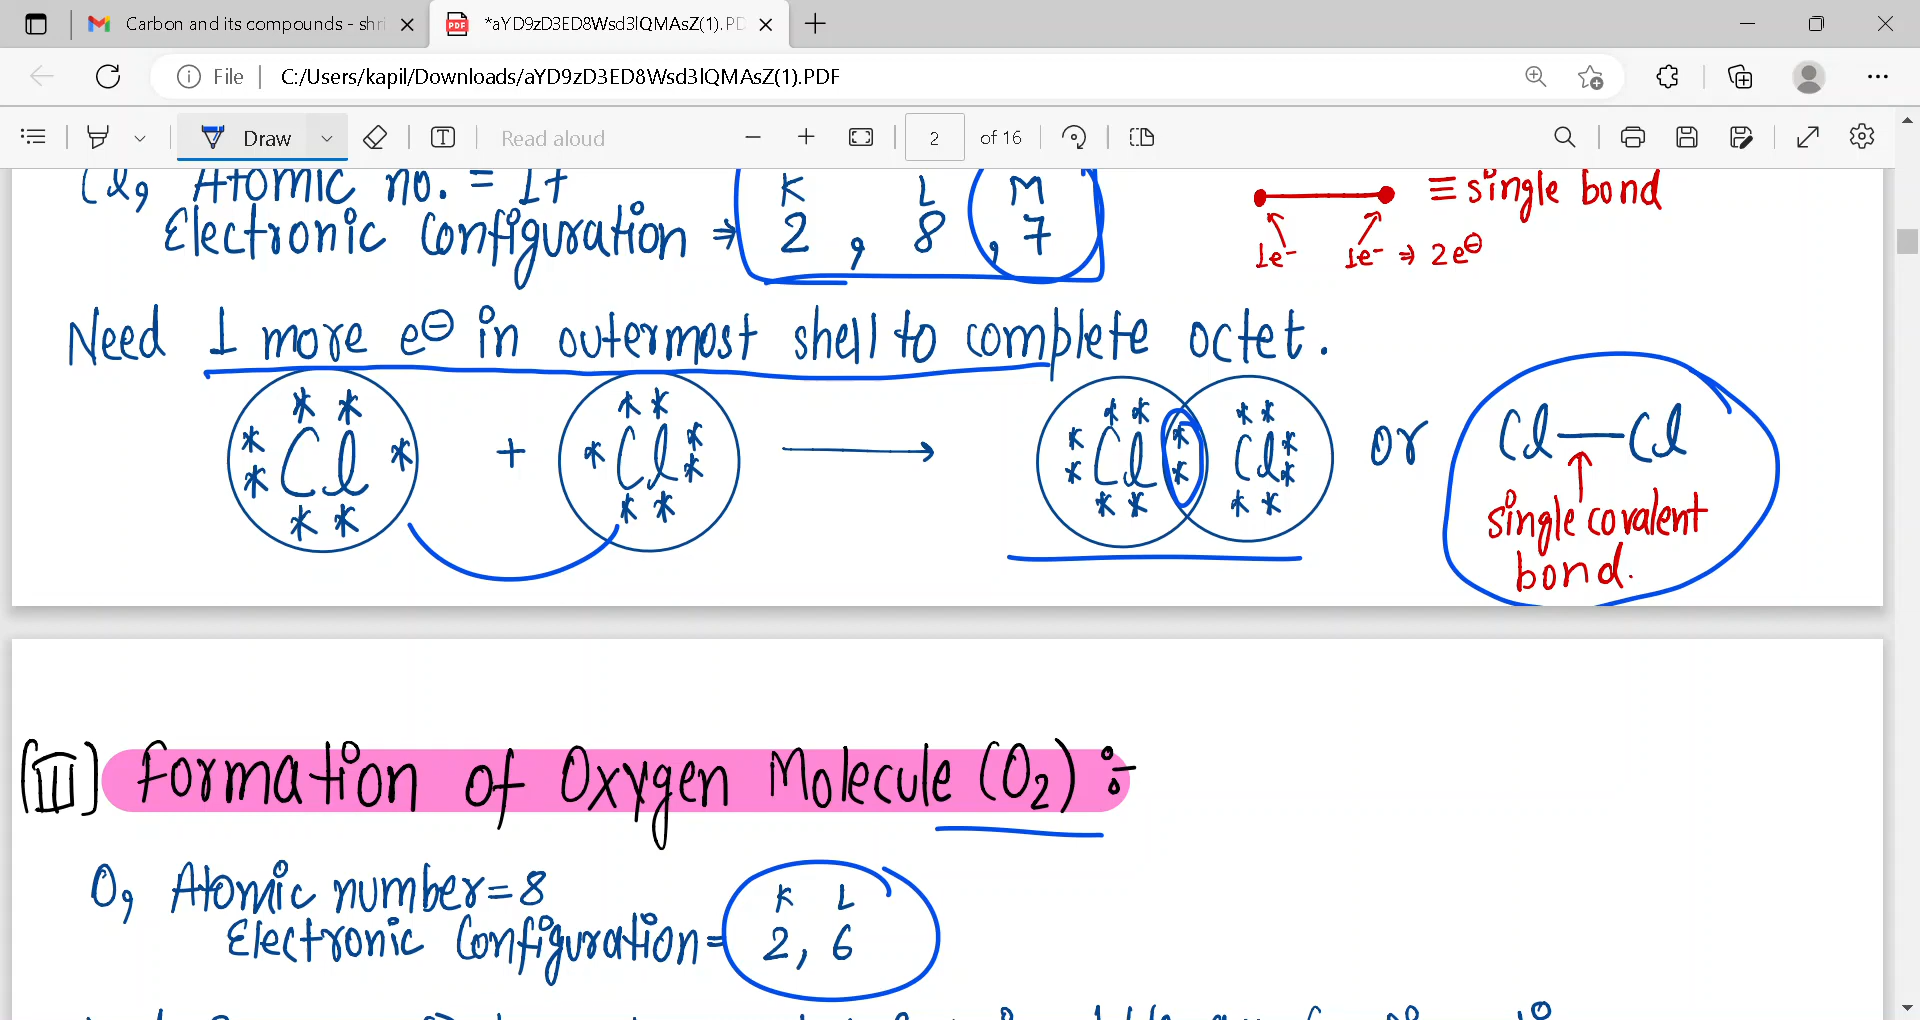 Carbon and its compounds - shri
*aYD9zD3ED8Wsd3lQMAsZ(1).PD
File
C:/Users/kapil/Downloads/aYD9zD3ED8Wsd3lQMAsZ(1).PDF
Draw
Read aloud
2 of 16
Cl, Atomic no. = 17
K L M
Electronic Configuration ⇒ 2, 8, 7
≡ single bond
1e⁻ 1e⁻ ⇒ 2e⊖
Need 1 more e⊖ in outermost shell to complete octet.
Cl + Cl → Cl Cl or Cl—Cl
single covalent
bond.
[III] Formation of Oxygen Molecule (O₂) :-
O, Atomic number = 8
K L
Electronic Configuration = 2, 6